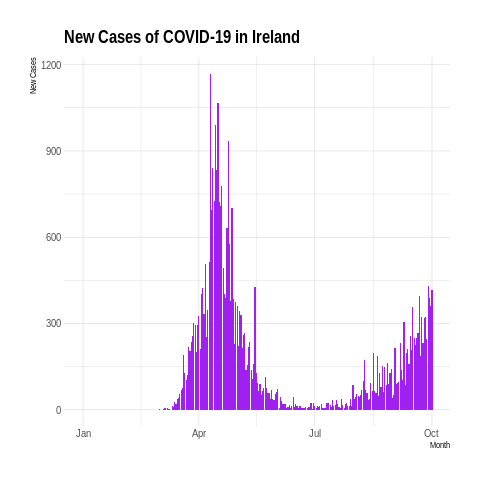 New Cases of COVID-19 in Ireland
New Cases
1200
900
600
300
0
Jan
Apr
Jul
Oct
Month